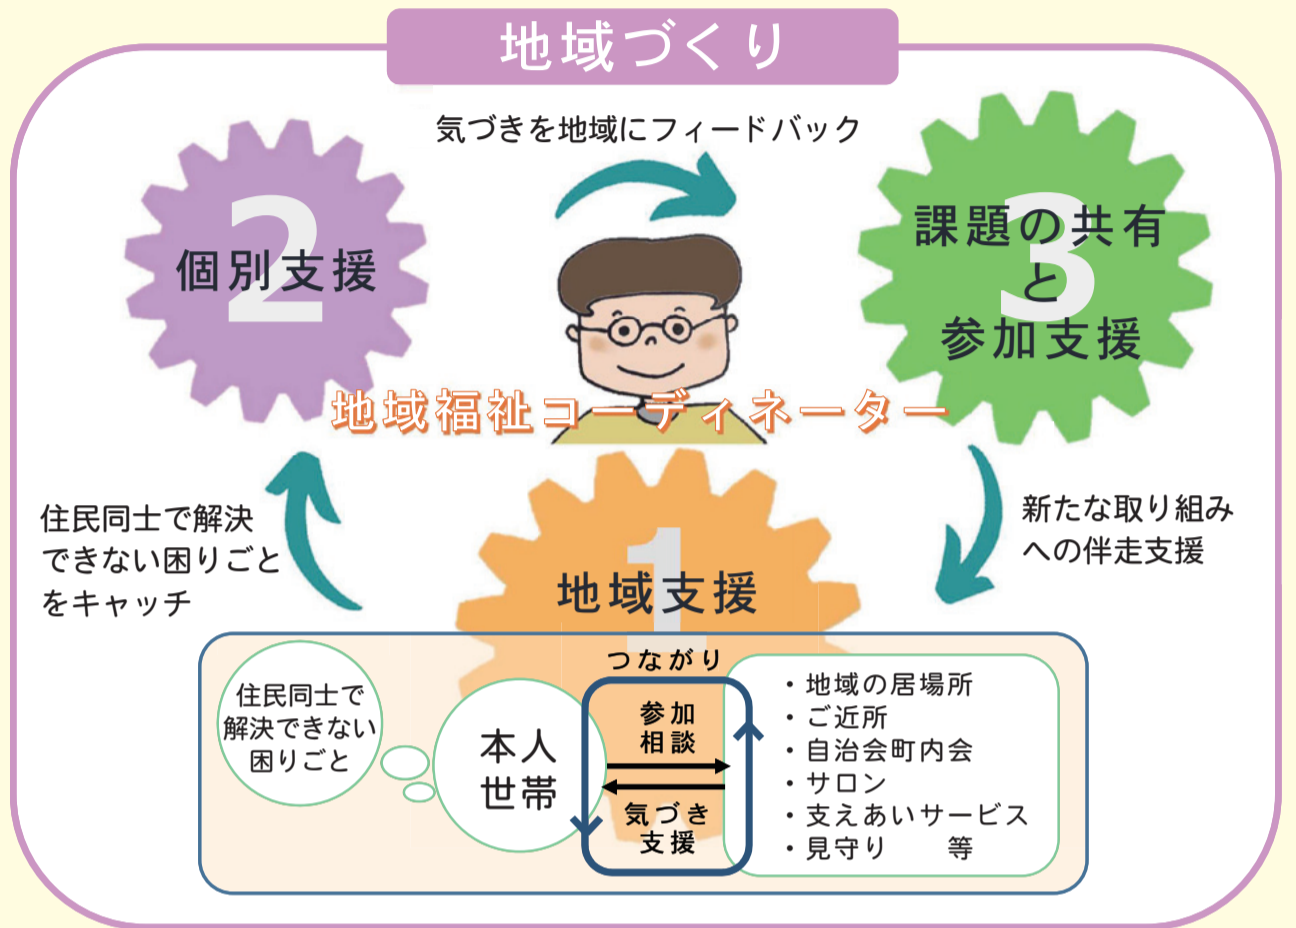 地域づくり
気づきを地域にフィードバック
2
個別支援
3
課題の共有
と
参加支援
地域福祉コーディネーター
住民同士で解決
できない困りごと
をキャッチ
新たな取り組み
への伴走支援
1
地域支援
つながり
住民同士で
解決できない
困りごと
本人
世帯
参加
相談
気づき
支援
・地域の居場所
・ご近所
・自治会町内会
・サロン
・支えあいサービス
・見守り　　等